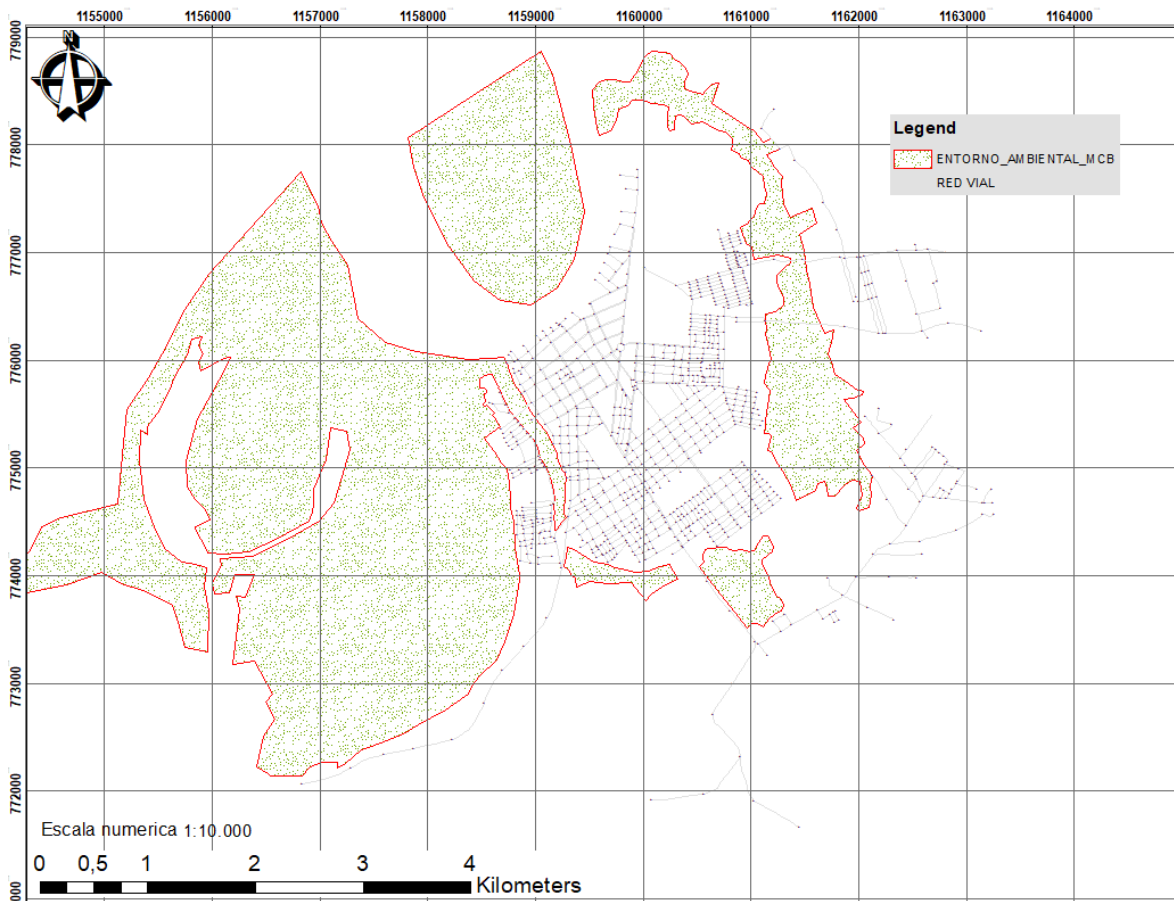 1155000 1156000 1157000 1158000 1159000 1160000 1161000 1162000 1163000 1164000
779000
N
778000
Legend
ENTORNO_AMBIENTAL_MCB
RED VIAL
777000
776000
775000
774000
773000
772000
Escala numerica 1:10.000
0 0,5 1 2 3 4
Kilometers